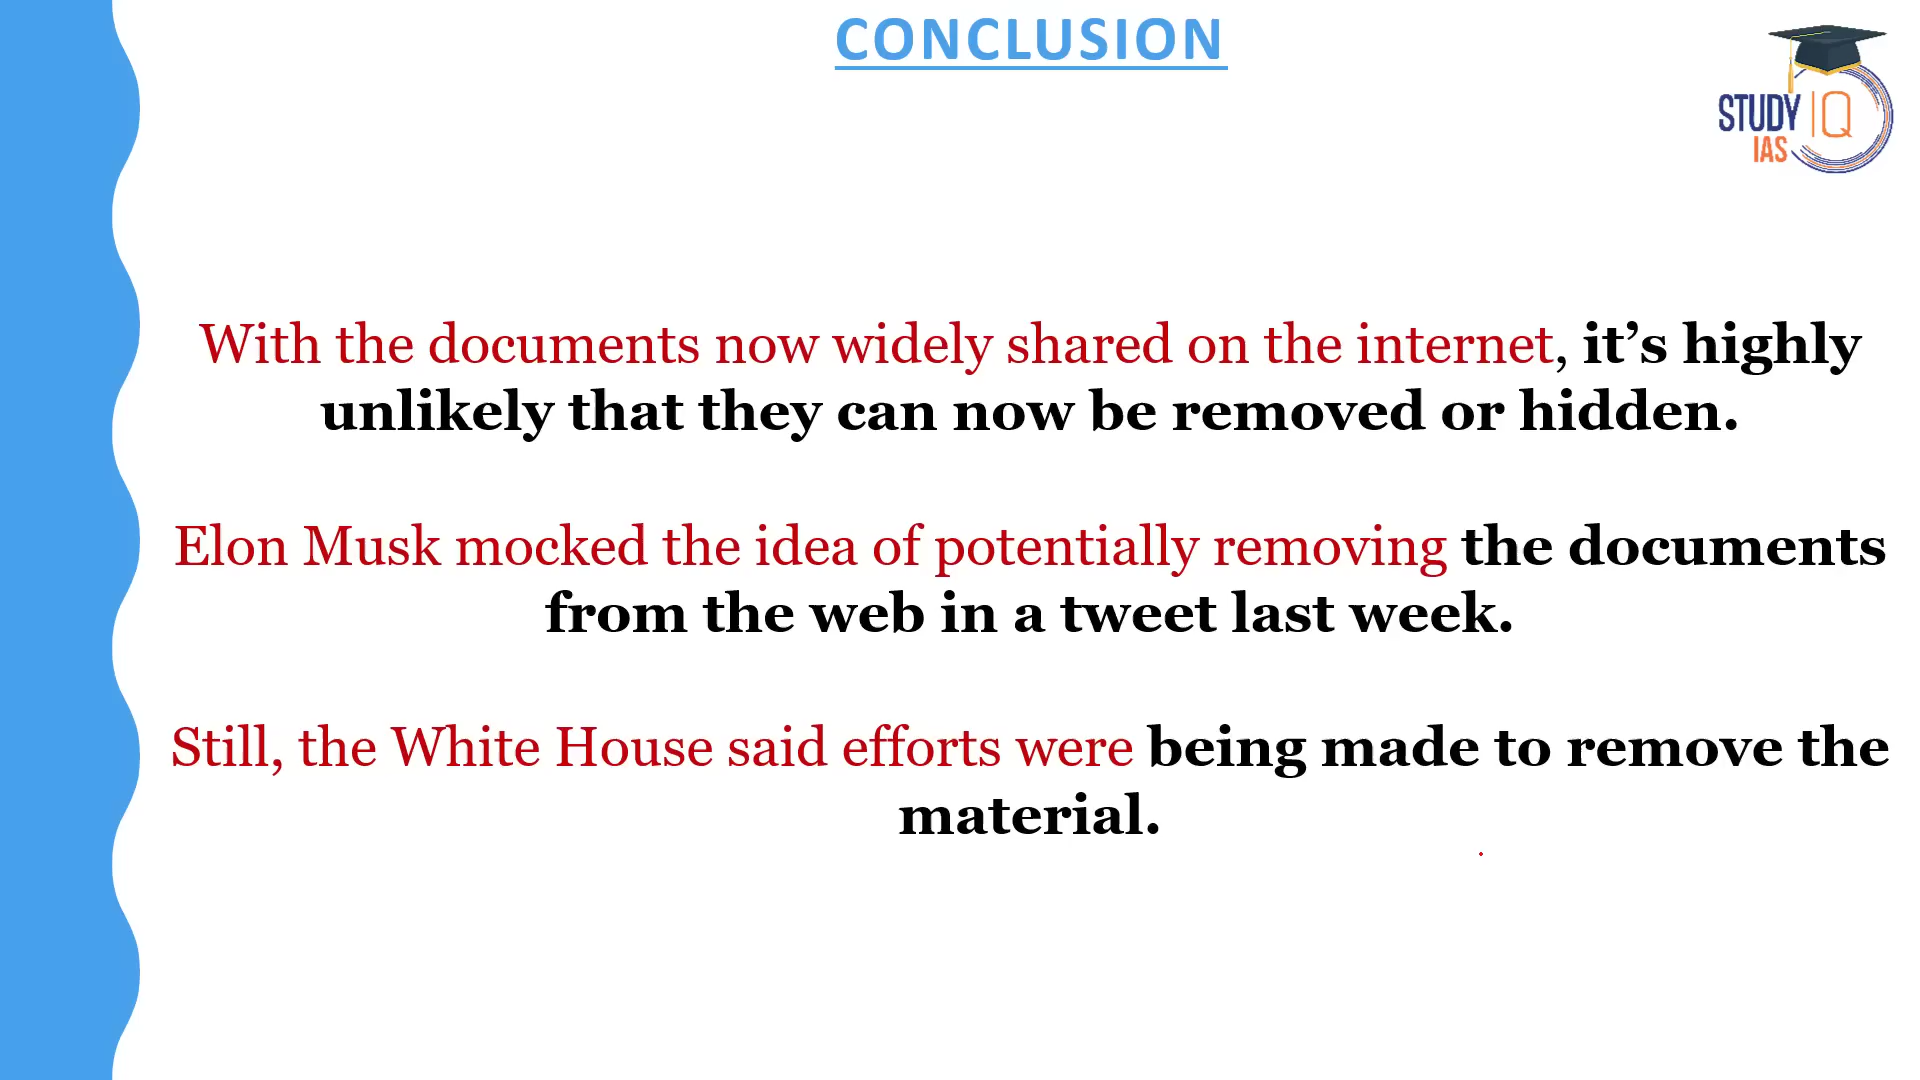 CONCLUSION
STUDY IQ
IAS
With the documents now widely shared on the internet, it’s highly
unlikely that they can now be removed or hidden.
Elon Musk mocked the idea of potentially removing the documents
from the web in a tweet last week.
Still, the White House said efforts were being made to remove the
material.